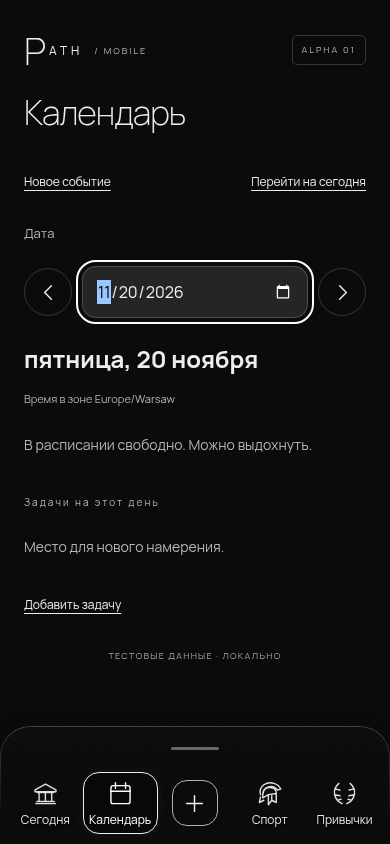 PATH / MOBILE ALPHA 01
Календарь
Новое событие Перейти на сегодня
Дата
11/20/2026
пятница, 20 ноября
Время в зоне Europe/Warsaw
В расписании свободно. Можно выдохнуть.
Задачи на этот день
Место для нового намерения.
Добавить задачу
ТЕСТОВЫЕ ДАННЫЕ · ЛОКАЛЬНО
Сегодня Календарь Спорт Привычки